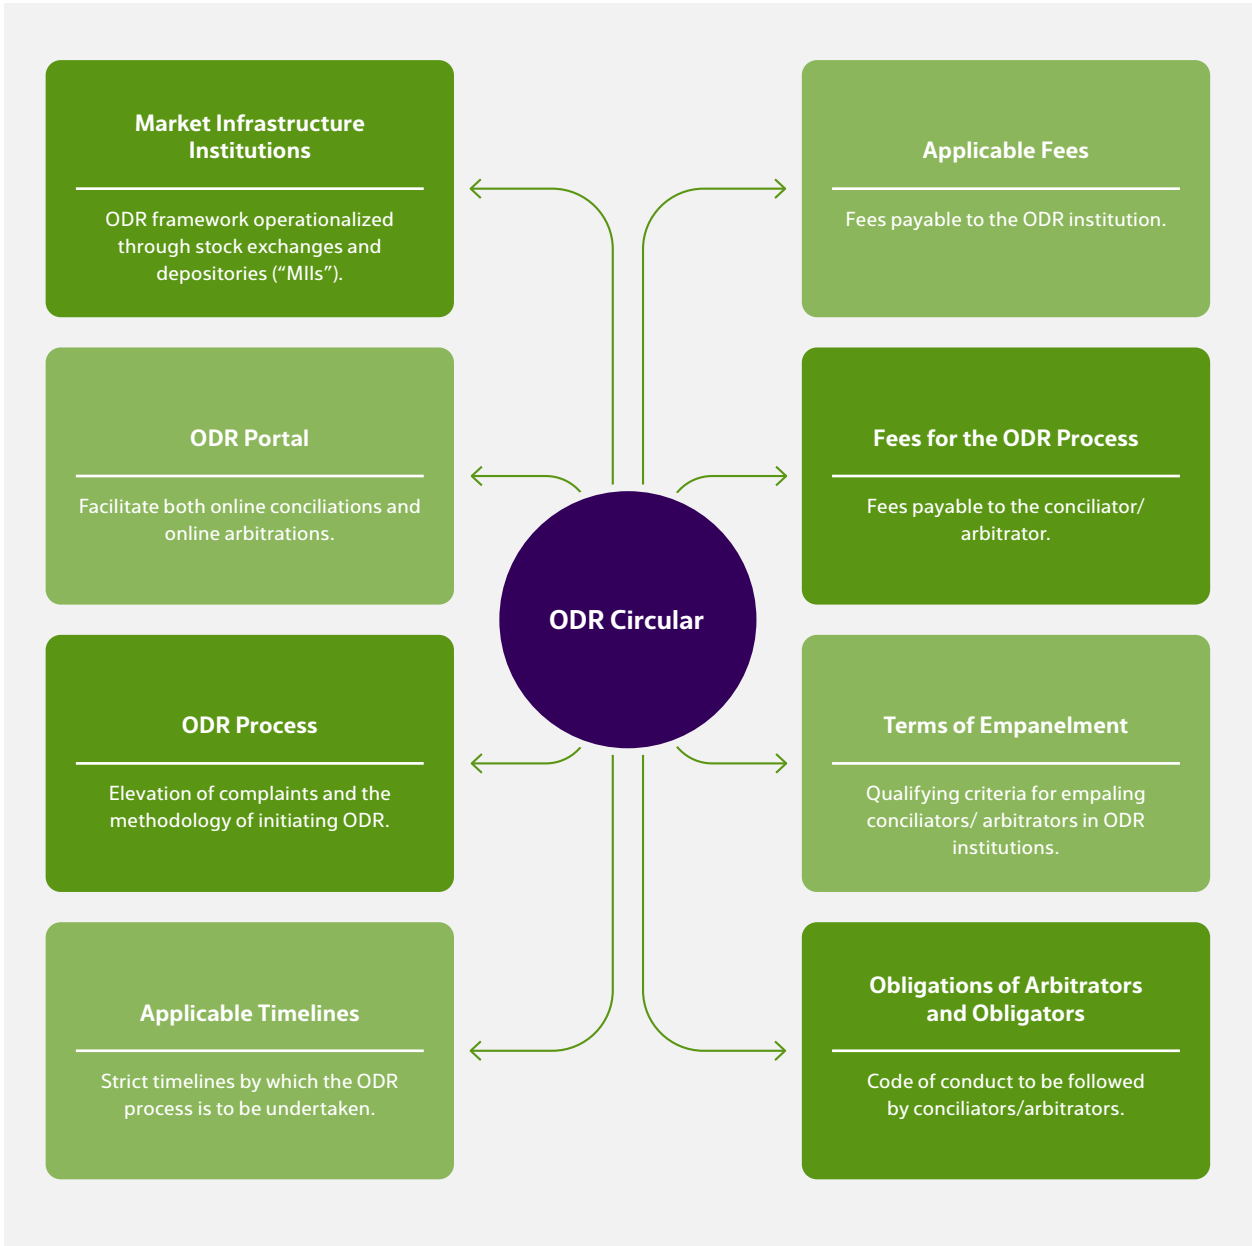 Market Infrastructure
Institutions
ODR framework operationalized
through stock exchanges and
depositories (“MIIs”).
ODR Portal
Facilitate both online conciliations and
online arbitrations.
ODR Process
Elevation of complaints and the
methodology of initiating ODR.
Applicable Timelines
Strict timelines by which the ODR
process is to be undertaken.
ODR Circular
Applicable Fees
Fees payable to the ODR institution.
Fees for the ODR Process
Fees payable to the conciliator/
arbitrator.
Terms of Empanelment
Qualifying criteria for empaling
conciliators/ arbitrators in ODR
institutions.
Obligations of Arbitrators
and Obligators
Code of conduct to be followed
by conciliators/arbitrators.